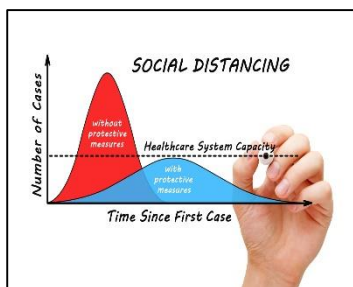 SOCIAL DISTANCING
Number of Cases
without
protective
measures
Healthcare System Capacity
with
protective
measures
Time Since First Case